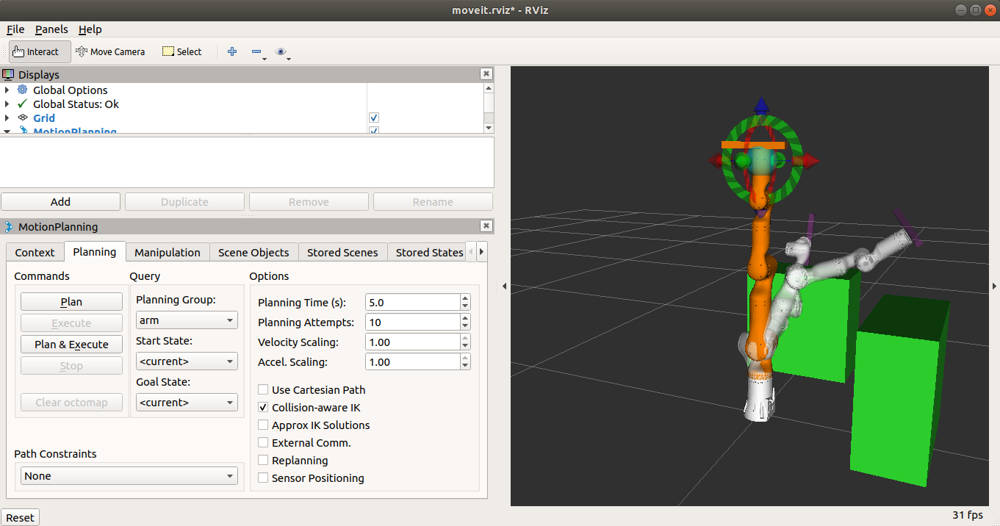 moveit.rviz* - RViz
File Panels Help
Interact Move Camera Select
Displays
Global Options
Global Status: Ok
Grid
MotionPlanning
Add Duplicate Remove Rename
MotionPlanning
Context Planning Manipulation Scene Objects Stored Scenes Stored States
Commands Query Options
Plan
Execute
Plan & Execute
Stop
Clear octomap
Planning Group:
arm
Start State:
<current>
Goal State:
<current>
Planning Time (s): 5.0
Planning Attempts: 10
Velocity Scaling: 1.00
Accel. Scaling: 1.00
Use Cartesian Path
Collision-aware IK
Approx IK Solutions
External Comm.
Replanning
Sensor Positioning
Path Constraints
None
Reset
31 fps